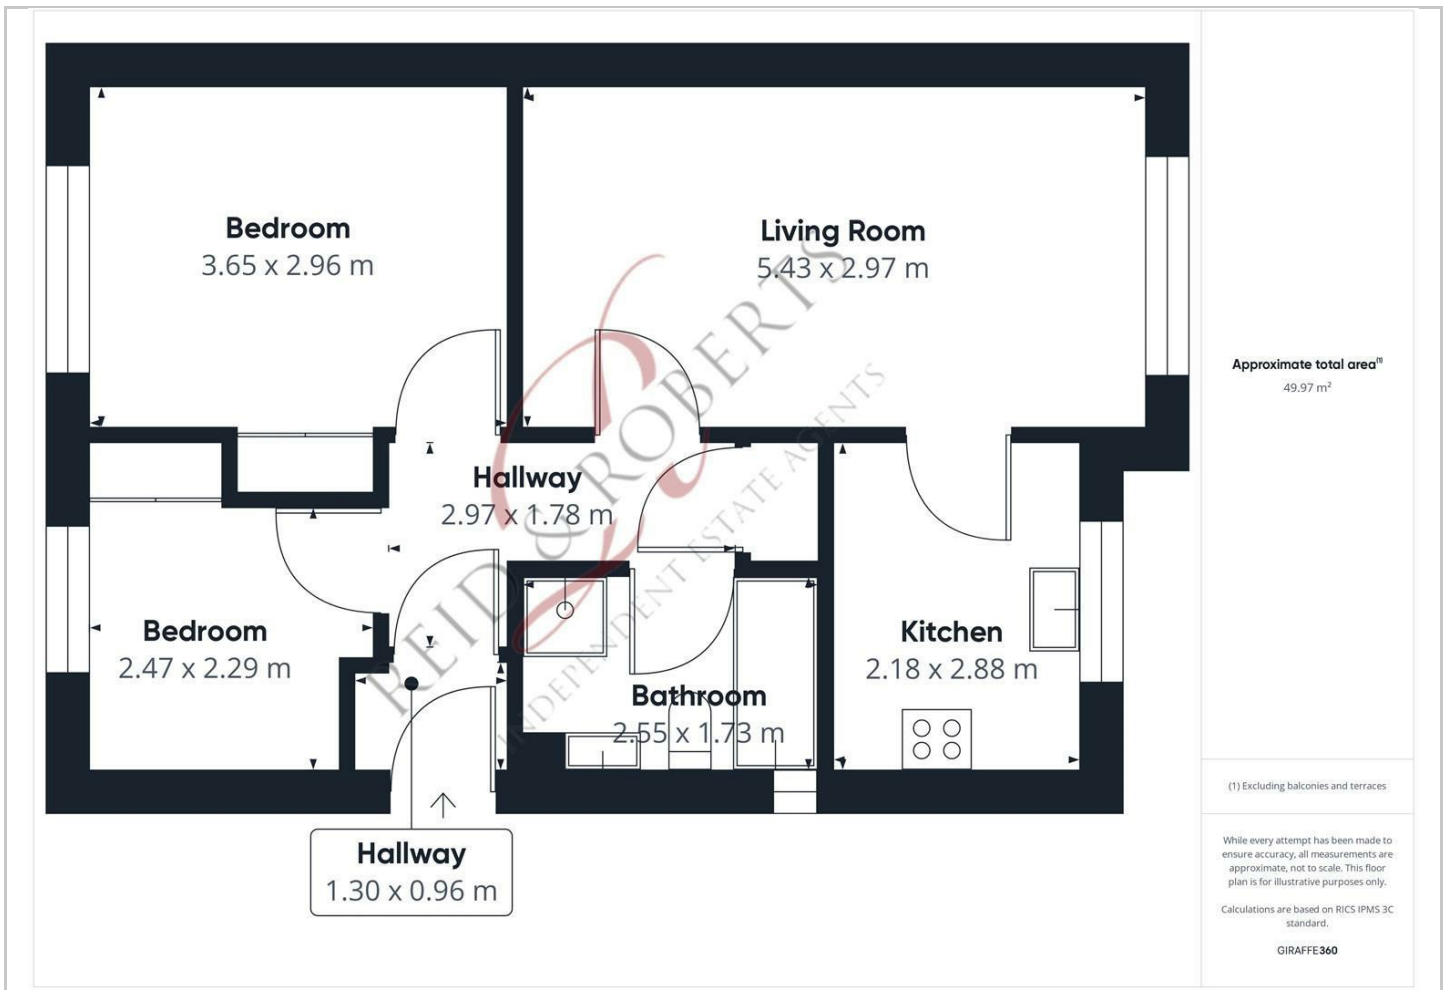 Bedroom
3.65 x 2.96 m
Living Room
5.43 x 2.97 m
Hallway
2.97 x 1.78 m
Bedroom
2.47 x 2.29 m
Bathroom
2.55 x 1.73 m
Kitchen
2.18 x 2.88 m
Hallway
1.30 x 0.96 m
REID & ROBERTS
INDEPENDENT ESTATE AGENTS
Approximate total area(1)
49.97 m²
(1) Excluding balconies and terraces
While every attempt has been made to
ensure accuracy, all measurements are
approximate, not to scale. This floor
plan is for illustrative purposes only.
Calculations are based on RICS IPMS 3C
standard.
GIRAFFE360